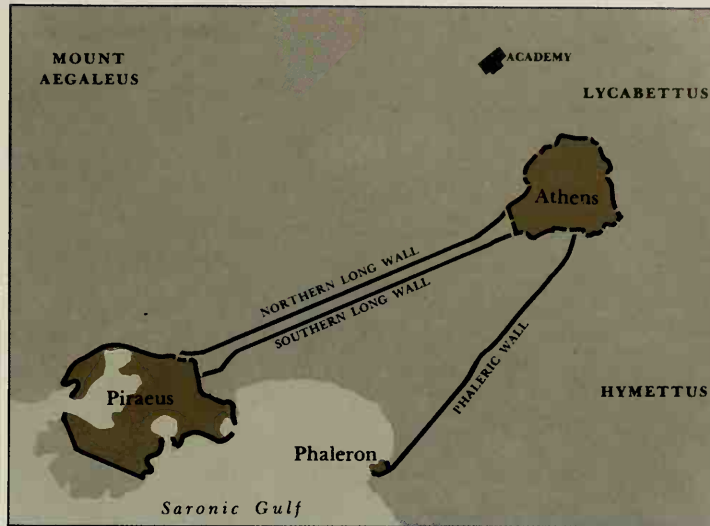 MOUNT
AEGALEUS
ACADEMY
LYCABETTUS
Athens
NORTHERN LONG WALL
SOUTHERN LONG WALL
PHALERIC WALL
HYMETTUS
Piraeus
Phaleron
Saronic Gulf